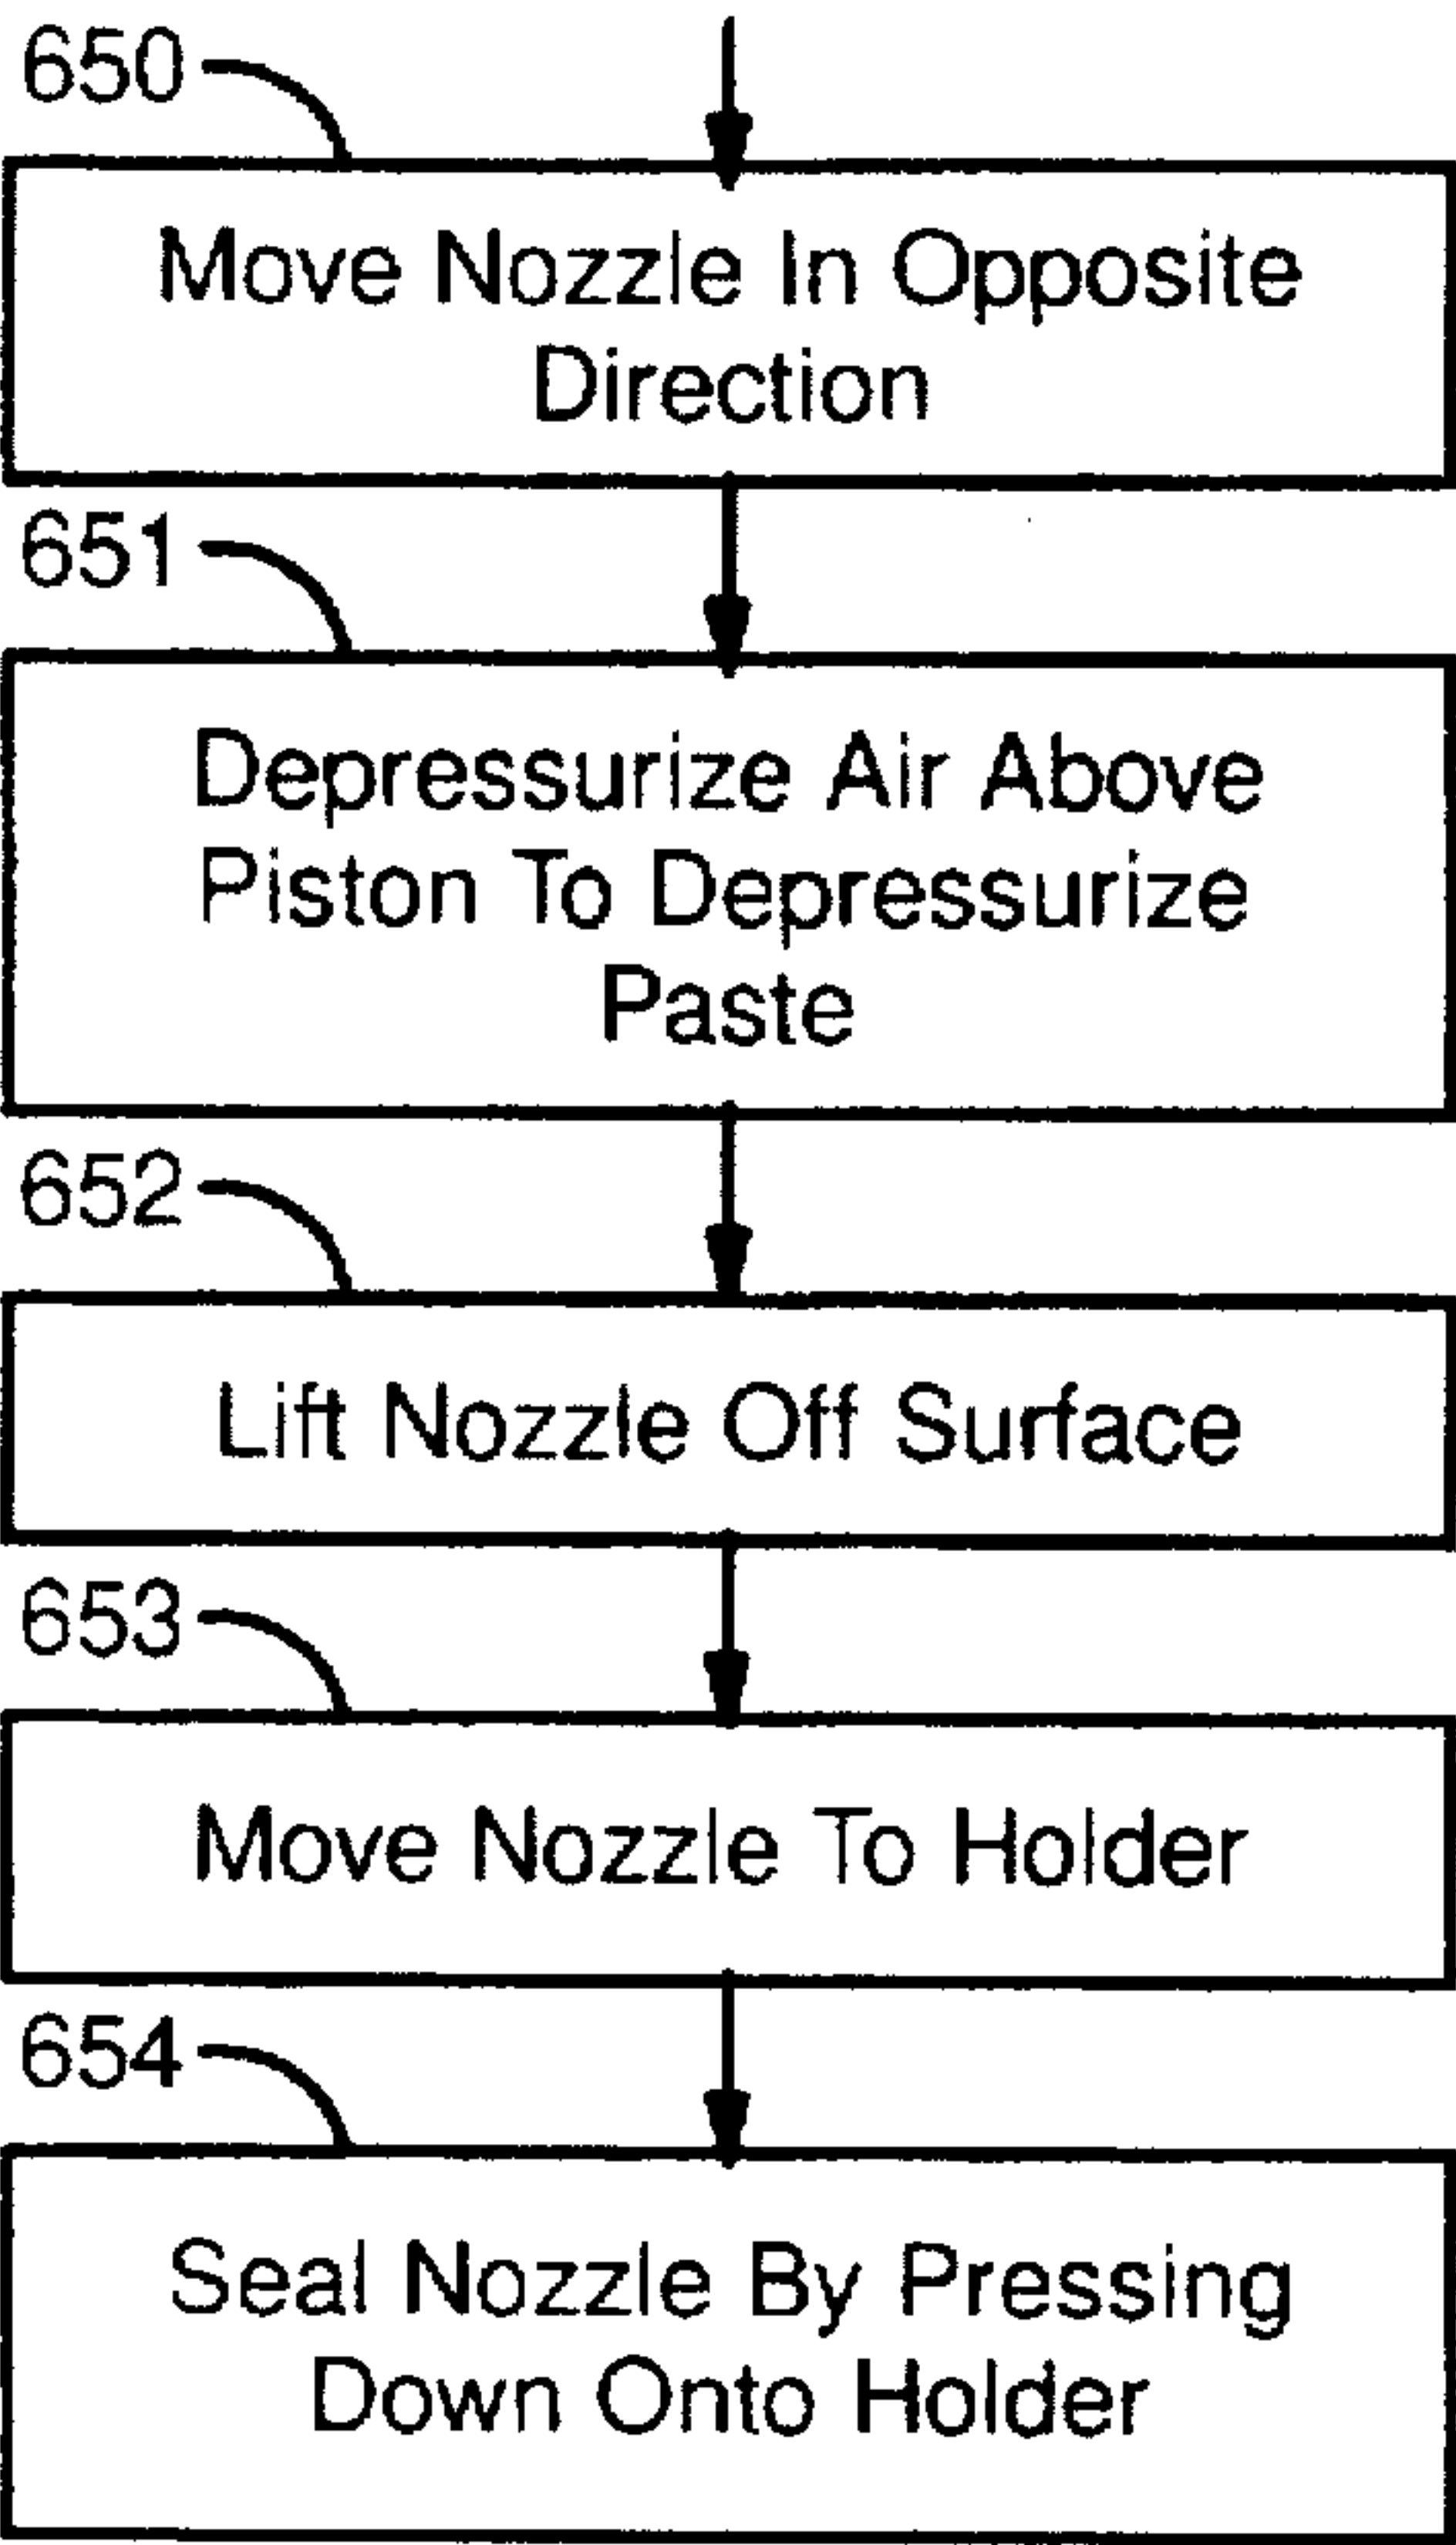 650
Move Nozzle In Opposite
Direction
651
Depressurize Air Above
Piston To Depressurize
Paste
652
Lift Nozzle Off Surface
653
Move Nozzle To Holder
654
Seal Nozzle By Pressing
Down Onto Holder